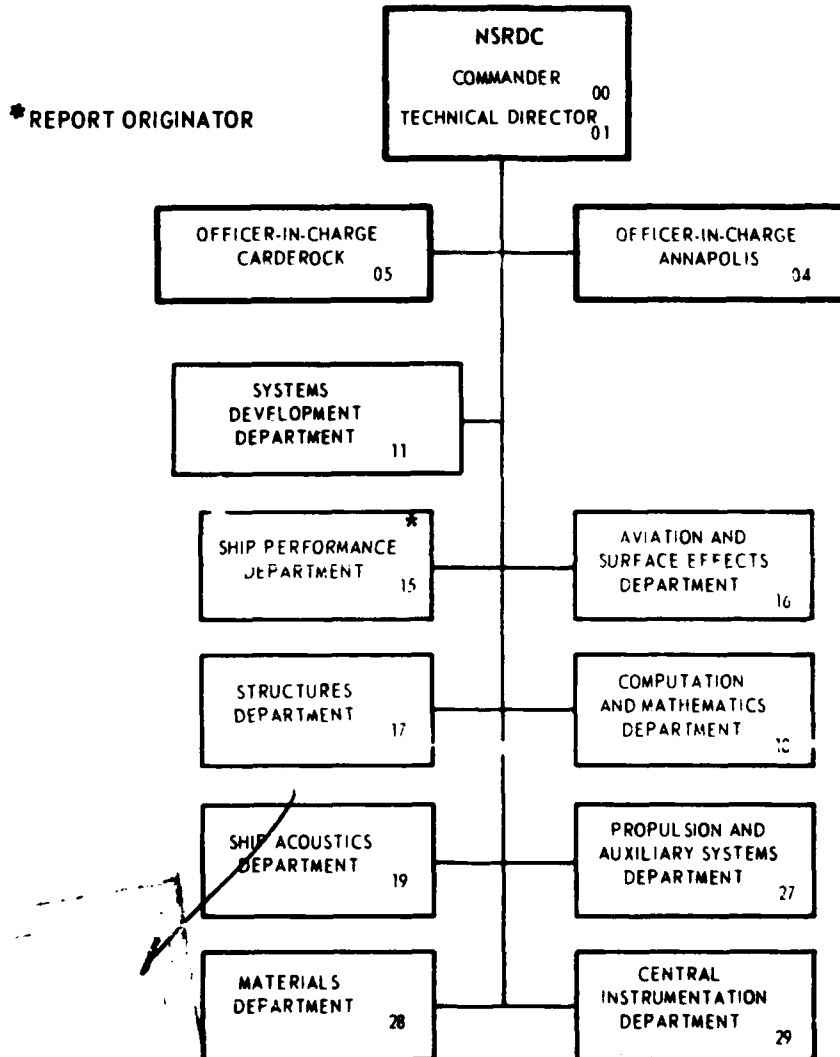 NSRDC
COMMANDER
00
TECHNICAL DIRECTOR
01
*REPORT ORIGINATOR
OFFICER-IN-CHARGE
CARDEROCK
05
OFFICER-IN-CHARGE
ANNAPOLIS
04
SYSTEMS
DEVELOPMENT
DEPARTMENT
11
*
SHIP PERFORMANCE
DEPARTMENT
15
AVIATION AND
SURFACE EFFECTS
DEPARTMENT
16
STRUCTURES
DEPARTMENT
17
COMPUTATION
AND MATHEMATICS
DEPARTMENT
SHIP ACOUSTICS
DEPARTMENT
19
PROPULSION AND
AUXILIARY SYSTEMS
DEPARTMENT
27
MATERIALS
DEPARTMENT
28
CENTRAL
INSTRUMENTATION
DEPARTMENT
29